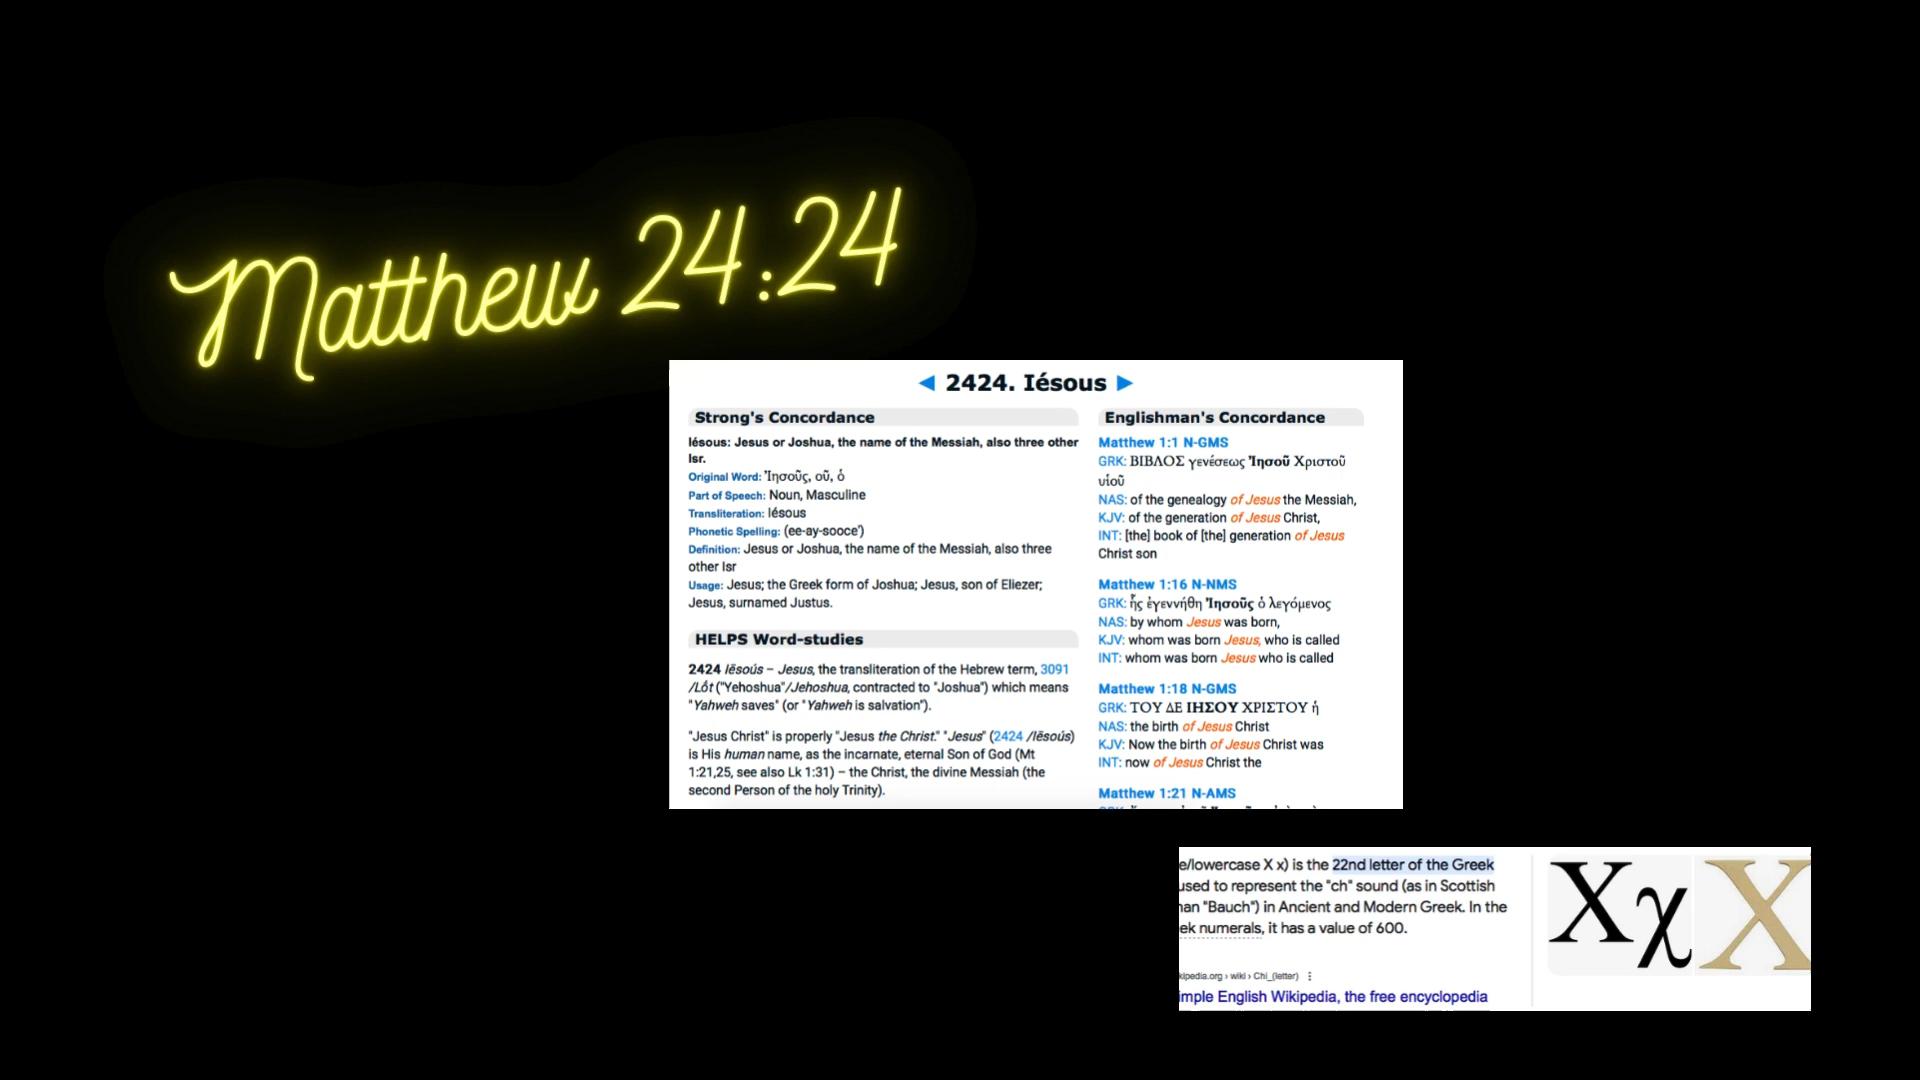 Matthew 24:24
◄ 2424. Iésous ►
Strong's Concordance
Iésous: Jesus or Joshua, the name of the Messiah, also three other
Isr.
Original Word: Ἰησοῦς, οῦ, ὁ
Part of Speech: Noun, Masculine
Transliteration: Iésous
Phonetic Spelling: (ee-ay-sooce')
Definition: Jesus or Joshua, the name of the Messiah, also three
other Isr
Usage: Jesus; the Greek form of Joshua; Jesus, son of Eliezer;
Jesus, surnamed Justus.
HELPS Word-studies
2424 Iēsoús – Jesus, the transliteration of the Hebrew term, 3091
/Lṓt ("Yehoshua"/Jehoshua, contracted to "Joshua") which means
"Yahweh saves" (or "Yahweh is salvation").
"Jesus Christ" is properly "Jesus the Christ." "Jesus" (2424 /Iēsoús)
is His human name, as the incarnate, eternal Son of God (Mt
1:21,25, see also Lk 1:31) – the Christ, the divine Messiah (the
second Person of the holy Trinity).
Englishman's Concordance
Matthew 1:1 N-GMS
GRK: ΒΙΒΛΟΣ γενέσεως Ἰησοῦ Χριστοῦ
υἱοῦ
NAS: of the genealogy of Jesus the Messiah,
KJV: of the generation of Jesus Christ,
INT: [the] book of [the] generation of Jesus
Christ son
Matthew 1:16 N-NMS
GRK: ἧς ἐγεννήθη Ἰησοῦς ὁ λεγόμενος
NAS: by whom Jesus was born,
KJV: whom was born Jesus, who is called
INT: whom was born Jesus who is called
Matthew 1:18 N-GMS
GRK: ΤΟΥ ΔΕ ΙΗΣΟΥ ΧΡΙΣΤΟΥ ἡ
NAS: the birth of Jesus Christ
KJV: Now the birth of Jesus Christ was
INT: now of Jesus Christ the
Matthew 1:21 N-AMS
e/lowercase X x) is the 22nd letter of the Greek
used to represent the "ch" sound (as in Scottish
nan "Bauch") in Ancient and Modern Greek. In the
ek numerals, it has a value of 600.
kipedia.org › wiki › Chi_(letter)
imple English Wikipedia, the free encyclopedia
Χχ
X